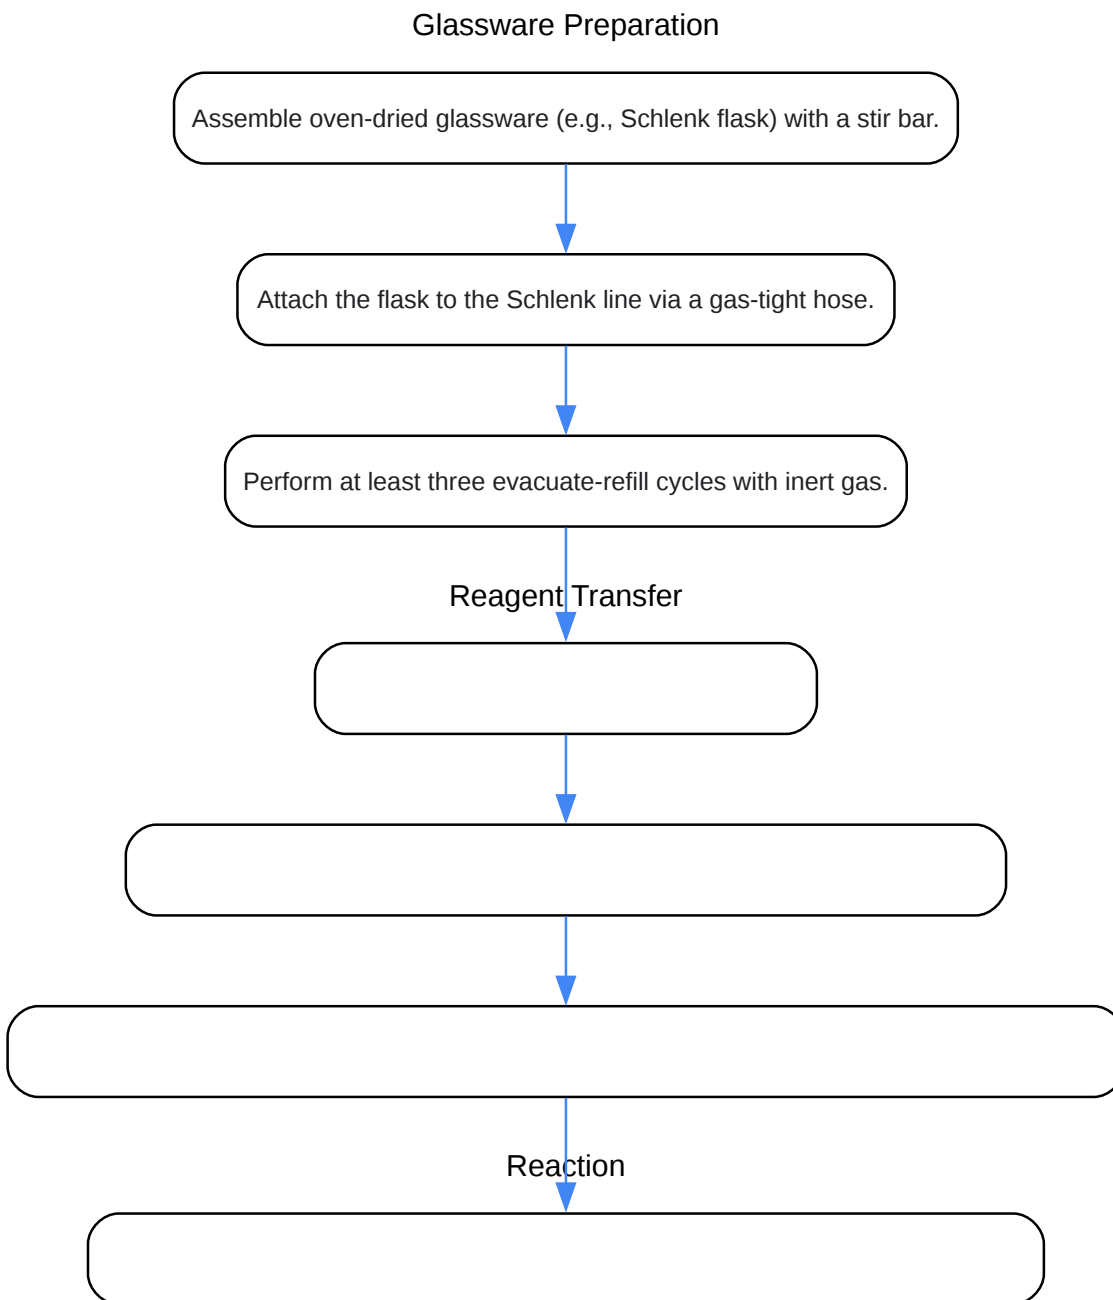 Glassware Preparation
Assemble oven-dried glassware (e.g., Schlenk flask) with a stir bar.
Attach the flask to the Schlenk line via a gas-tight hose.
Perform at least three evacuate-refill cycles with inert gas.
Reagent Transfer
Reaction